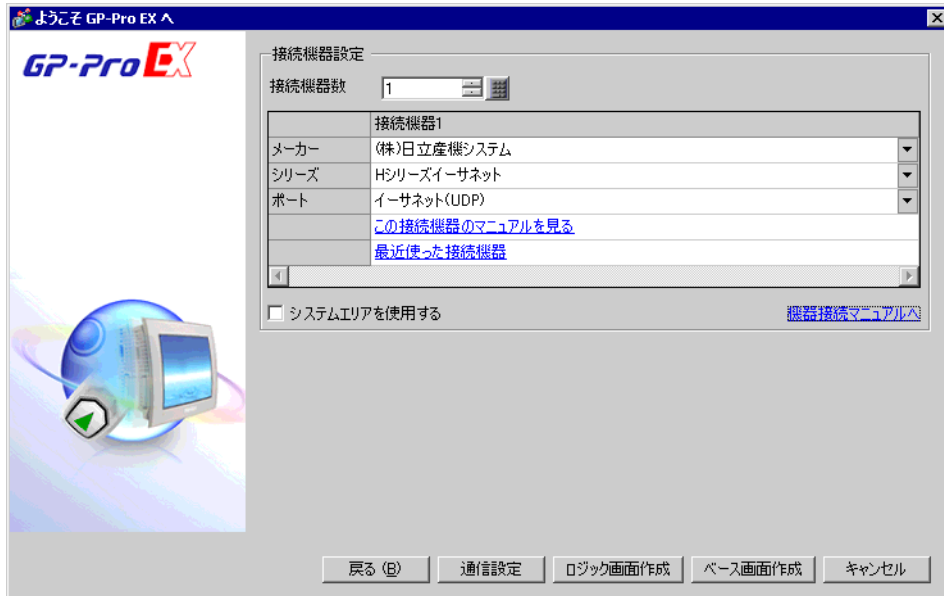 ようこそ GP-Pro EX へ
GP-Pro EX
接続機器設定
接続機器数 1
接続機器1
メーカー (株)日立産機システム
シリーズ Hシリーズイーサネット
ポート イーサネット(UDP)
この接続機器のマニュアルを見る
最近使った接続機器
システムエリアを使用する 機器接続マニュアルへ
戻る (B) 通信設定 ロジック画面作成 ベース画面作成 キャンセル